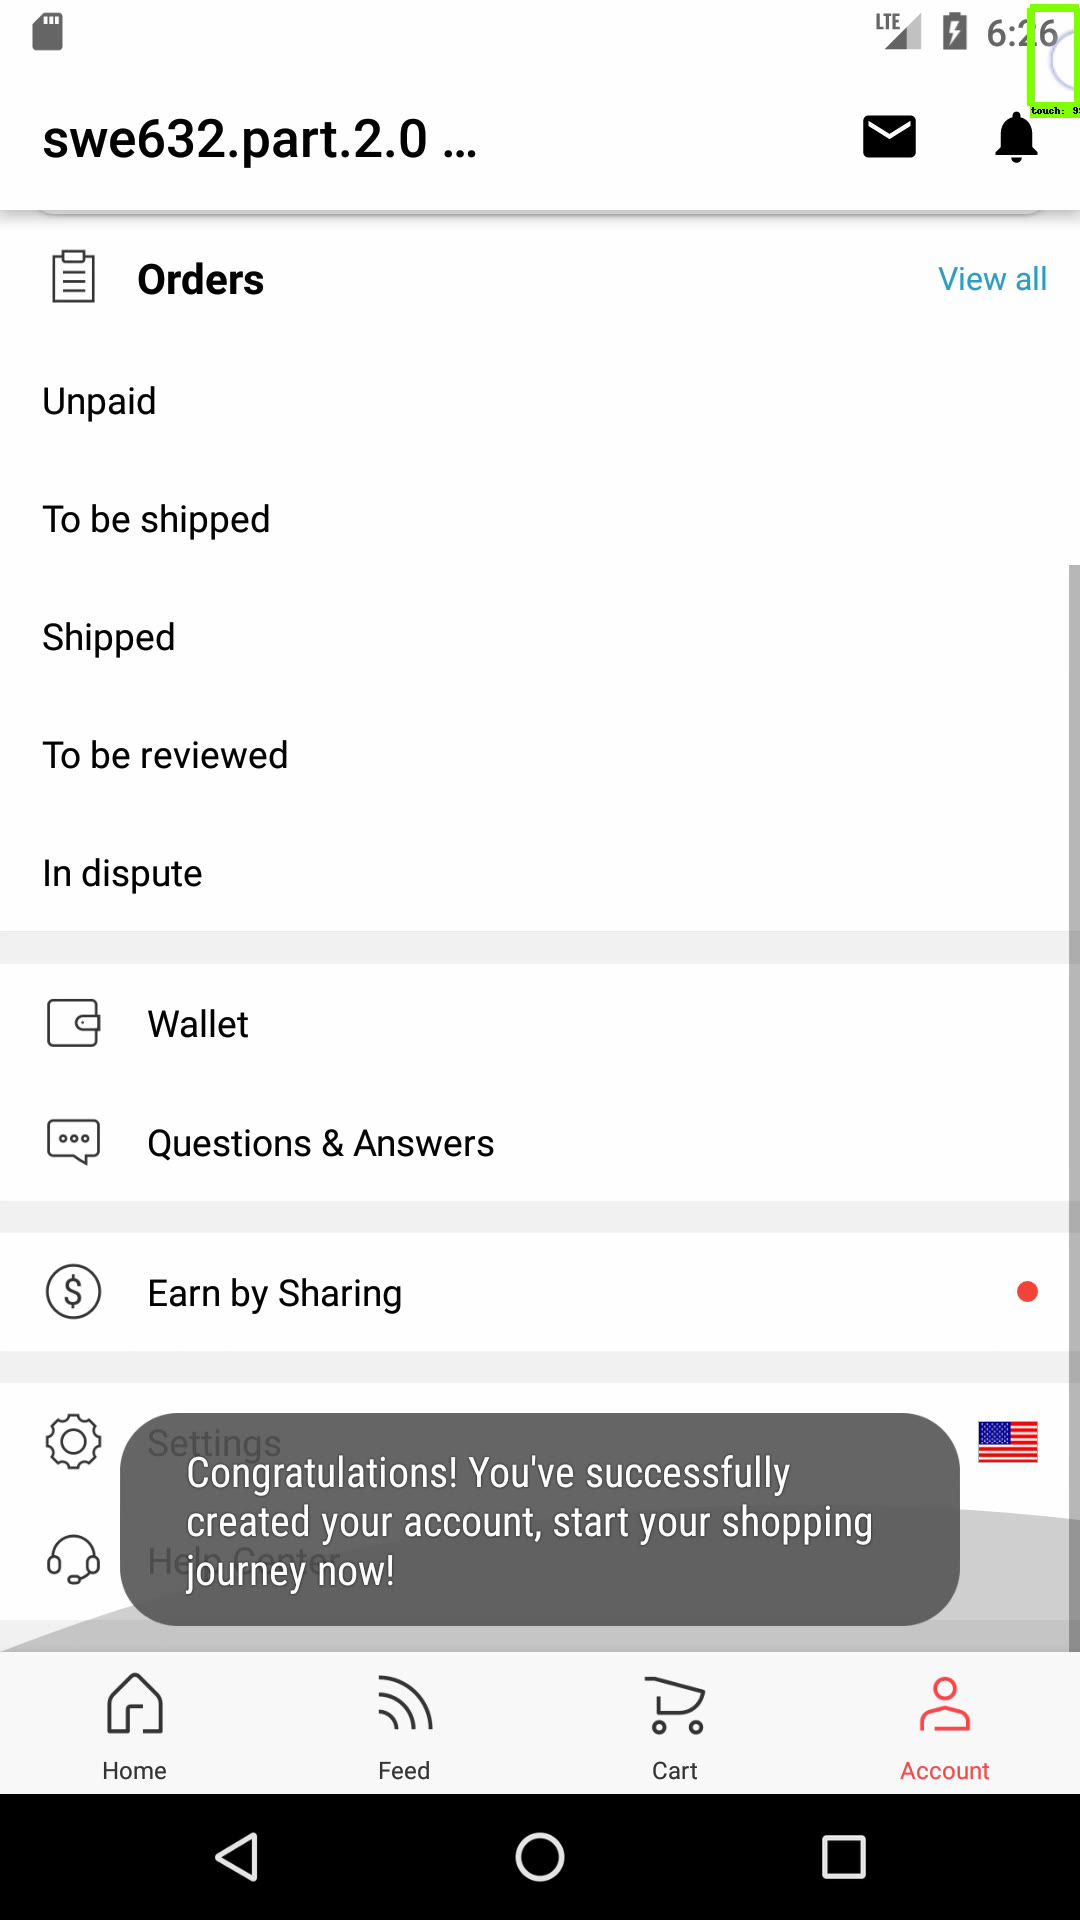 LTE 6:26
touch: 9
swe632.part.2.0 ...
Orders
View all
Unpaid
To be shipped
Shipped
To be reviewed
In dispute
Wallet
Questions & Answers
Earn by Sharing
Settings
Help Center
Congratulations! You've successfully
created your account, start your shopping
journey now!
Home
Feed
Cart
Account